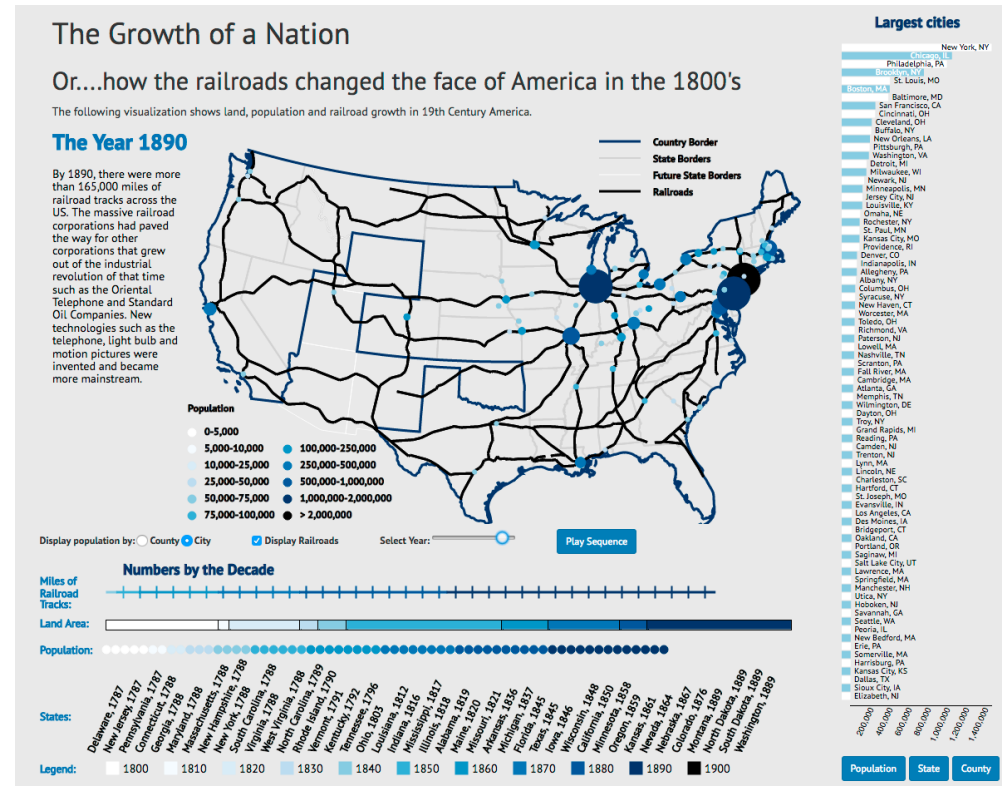 The Growth of a Nation
Or....how the railroads changed the face of America in the 1800's
The following visualization shows land, population and railroad growth in 19th Century America.
The Year 1890
By 1890, there were more
than 165,000 miles of
railroad tracks across the
US. The massive railroad
corporations had paved
the way for other
corporations that grew
out of the industrial
revolution of that time
such as the Oriental
Telephone and Standard
Oil Companies. New
technologies such as the
telephone, light bulb and
motion pictures were
invented and became
more mainstream.
Country Border
State Borders
Future State Borders
Railroads
Population
0-5,000
5,000-10,000
10,000-25,000
25,000-50,000
50,000-75,000
75,000-100,000
100,000-250,000
250,000-500,000
500,000-1,000,000
1,000,000-2,000,000
> 2,000,000
Display population by: County City
Display Railroads
Select Year:
Play Sequence
Numbers by the Decade
Miles of
Railroad
Tracks:
Land Area:
Population:
States:
Delaware, 1787
New Jersey, 1787
Pennsylvania, 1787
Connecticut, 1788
Georgia, 1788
Maryland, 1788
Massachusetts, 1788
New Hampshire, 1788
New York, 1788
South Carolina, 1788
Virginia, 1788
West Virginia, 1788
North Carolina, 1789
Rhode Island, 1790
Vermont, 1791
Kentucky, 1792
Tennessee, 1796
Ohio, 1803
Louisiana, 1812
Indiana, 1816
Mississippi, 1817
Illinois, 1818
Alabama, 1819
Maine, 1820
Missouri, 1821
Arkansas, 1836
Michigan, 1837
Florida, 1845
Texas, 1845
Iowa, 1846
Wisconsin, 1848
California, 1850
Minnesota, 1858
Oregon, 1859
Kansas, 1861
Nevada, 1864
Nebraska, 1867
Colorado, 1876
Montana, 1889
North Dakota, 1889
South Dakota, 1889
Washington, 1889
Legend:
1800
1810
1820
1830
1840
1850
1860
1870
1880
1890
1900
Largest cities
New York, NY
Chicago, IL
Philadelphia, PA
Brooklyn, NY
St. Louis, MO
Boston, MA
Baltimore, MD
San Francisco, CA
Cincinnati, OH
Cleveland, OH
Buffalo, NY
New Orleans, LA
Pittsburgh, PA
Washington, VA
Detroit, MI
Milwaukee, WI
Newark, NJ
Minneapolis, MN
Jersey City, NJ
Louisville, KY
Omaha, NE
Rochester, NY
St. Paul, MN
Kansas City, MO
Providence, RI
Denver, CO
Indianapolis, IN
Allegheny, PA
Albany, NY
Columbus, OH
Syracuse, NY
New Haven, CT
Worcester, MA
Toledo, OH
Richmond, VA
Paterson, NJ
Lowell, MA
Nashville, TN
Scranton, PA
Fall River, MA
Cambridge, MA
Atlanta, GA
Memphis, TN
Wilmington, DE
Dayton, OH
Troy, NY
Grand Rapids, MI
Reading, PA
Camden, NJ
Trenton, NJ
Lynn, MA
Lincoln, NE
Charleston, SC
Hartford, CT
St. Joseph, MO
Evansville, IN
Los Angeles, CA
Des Moines, IA
Bridgeport, CT
Oakland, CA
Portland, OR
Saginaw, MI
Salt Lake City, UT
Lawrence, MA
Springfield, MA
Manchester, NH
Utica, NY
Hoboken, NJ
Savannah, GA
Seattle, WA
Peoria, IL
New Bedford, MA
Erie, PA
Somerville, MA
Harrisburg, PA
Kansas City, KS
Dallas, TX
Sioux City, IA
Elizabeth, NJ
200,000
400,000
600,000
800,000
1,000,000
1,200,000
1,400,000
Population
State
County